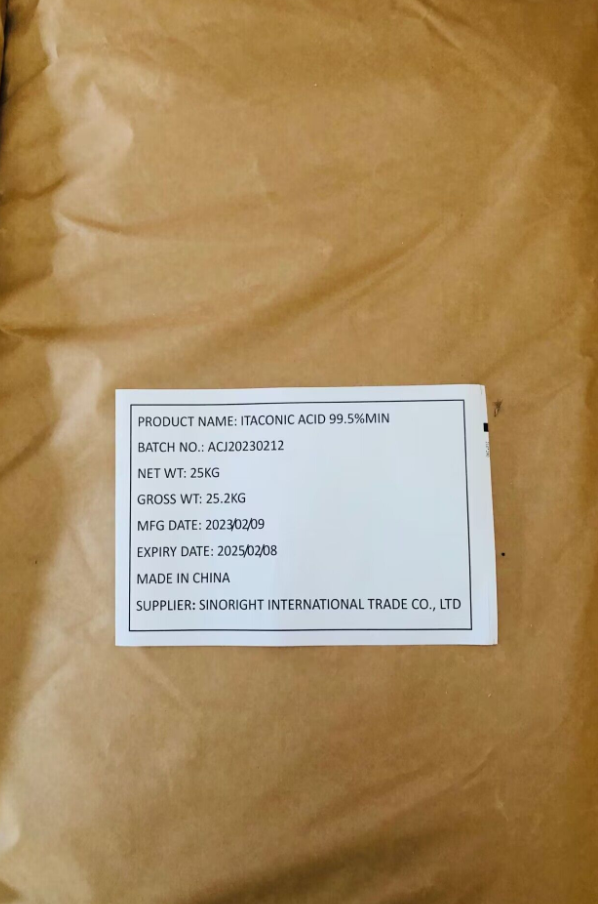 PRODUCT NAME: ITACONIC ACID 99.5%MIN
BATCH NO.: ACJ20230212
NET WT: 25KG
GROSS WT: 25.2KG
MFG DATE: 2023/02/09
EXPIRY DATE: 2025/02/08
MADE IN CHINA
SUPPLIER: SINORIGHT INTERNATIONAL TRADE CO., LTD